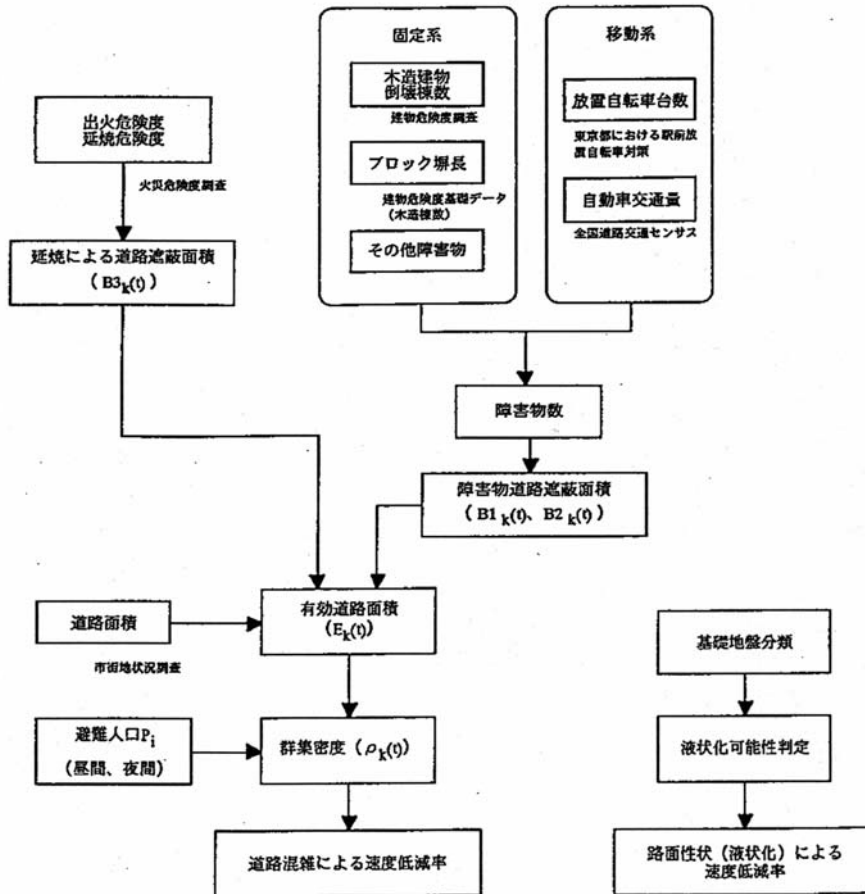 固定系
木造建物
倒壊棟数
建物危険度調査
ブロック塀長
建物危険度基礎データ
(木造棟数)
その他障害物
移動系
放置自転車台数
東京都における駅前放
置自転車対策
自動車交通量
全国道路交通センサス
出火危険度
延焼危険度
火災危険度調査
延焼による道路遮蔽面積
(B3k(t))
障害物数
障害物道路遮蔽面積
(B1k(t)、B2k(t))
道路面積
市街地状況調査
有効道路面積
(Ek(t))
避難人口Pi
(昼間、夜間)
群集密度(ρk(t))
道路混雑による速度低減率
基礎地盤分類
液状化可能性判定
路面性状(液状化)による
速度低減率